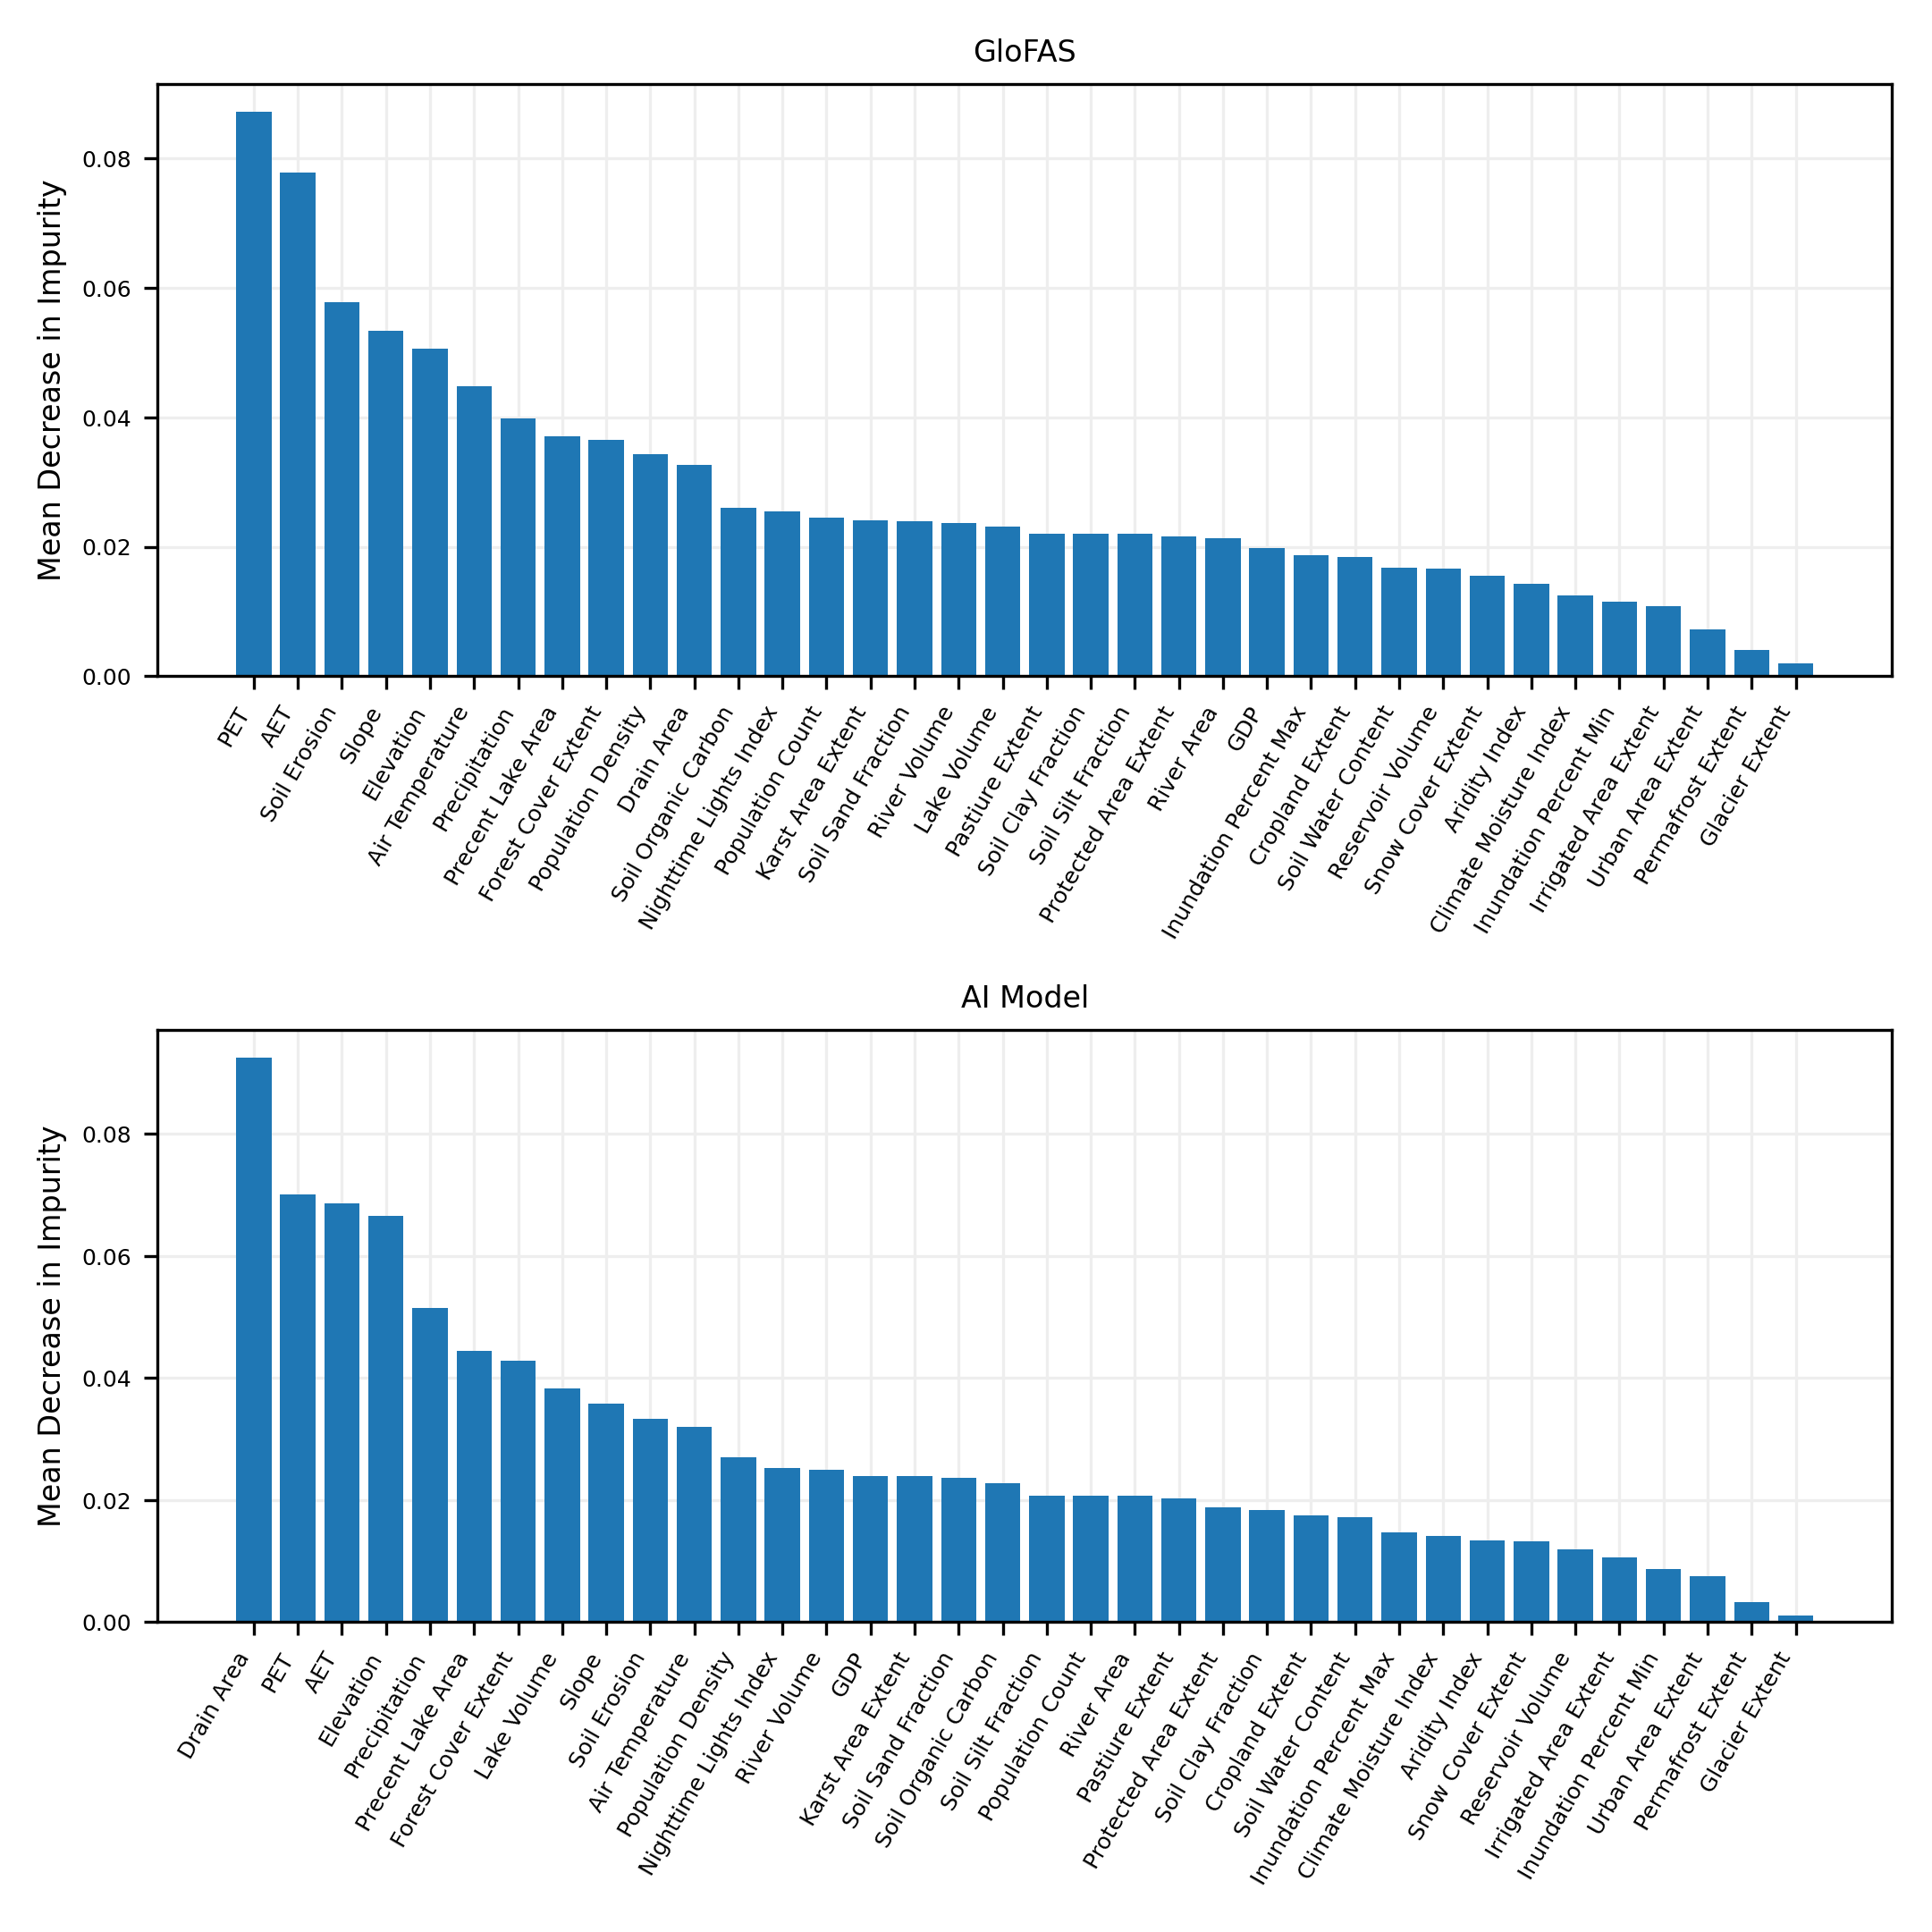 GloFAS
Mean Decrease in Impurity
0.08
0.06
0.04
0.02
0.00
PET
AET
Soil Erosion
Slope
Elevation
Air Temperature
Precipitation
Precent Lake Area
Forest Cover Extent
Population Density
Drain Area
Soil Organic Carbon
Nighttime Lights Index
Population Count
Karst Area Extent
Soil Sand Fraction
River Volume
Lake Volume
Pastiure Extent
Soil Clay Fraction
Soil Silt Fraction
Protected Area Extent
River Area
GDP
Inundation Percent Max
Cropland Extent
Soil Water Content
Reservoir Volume
Snow Cover Extent
Aridity Index
Climate Moisture Index
Inundation Percent Min
Irrigated Area Extent
Urban Area Extent
Permafrost Extent
Glacier Extent
AI Model
Mean Decrease in Impurity
0.08
0.06
0.04
0.02
0.00
Drain Area
PET
AET
Elevation
Precipitation
Precent Lake Area
Forest Cover Extent
Lake Volume
Slope
Soil Erosion
Air Temperature
Population Density
Nighttime Lights Index
River Volume
GDP
Karst Area Extent
Soil Sand Fraction
Soil Organic Carbon
Soil Silt Fraction
Population Count
River Area
Pastiure Extent
Protected Area Extent
Soil Clay Fraction
Cropland Extent
Soil Water Content
Inundation Percent Max
Climate Moisture Index
Aridity Index
Snow Cover Extent
Reservoir Volume
Irrigated Area Extent
Inundation Percent Min
Urban Area Extent
Permafrost Extent
Glacier Extent